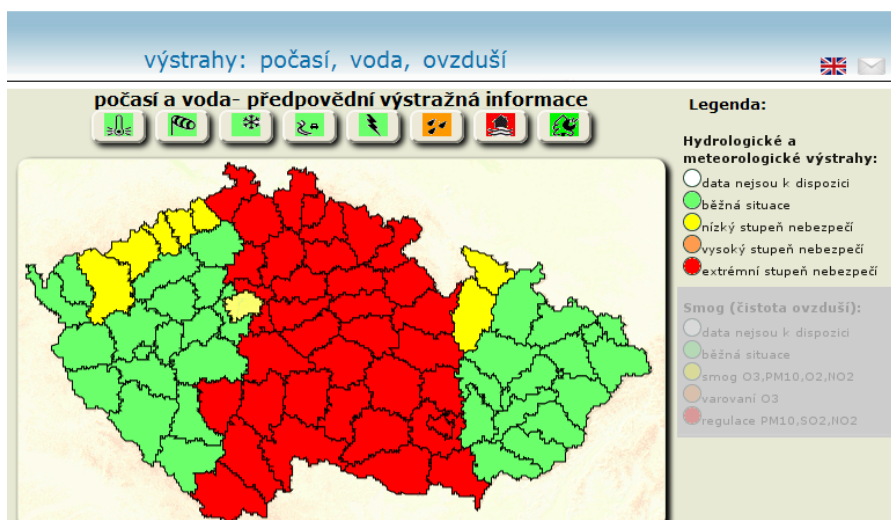 výstrahy: počasí, voda, ovzduší
počasí a voda- předpovědní výstražná informace
Legenda:
Hydrologické a
meteorologické výstrahy:
data nejsou k dispozici
běžná situace
nízký stupeň nebezpečí
vysoký stupeň nebezpečí
extrémní stupeň nebezpečí
Smog (čistota ovzduší):
data nejsou k dispozici
běžná situace
smog O3,PM10,O2,NO2
varovaní O3
regulace PM10,SO2,NO2